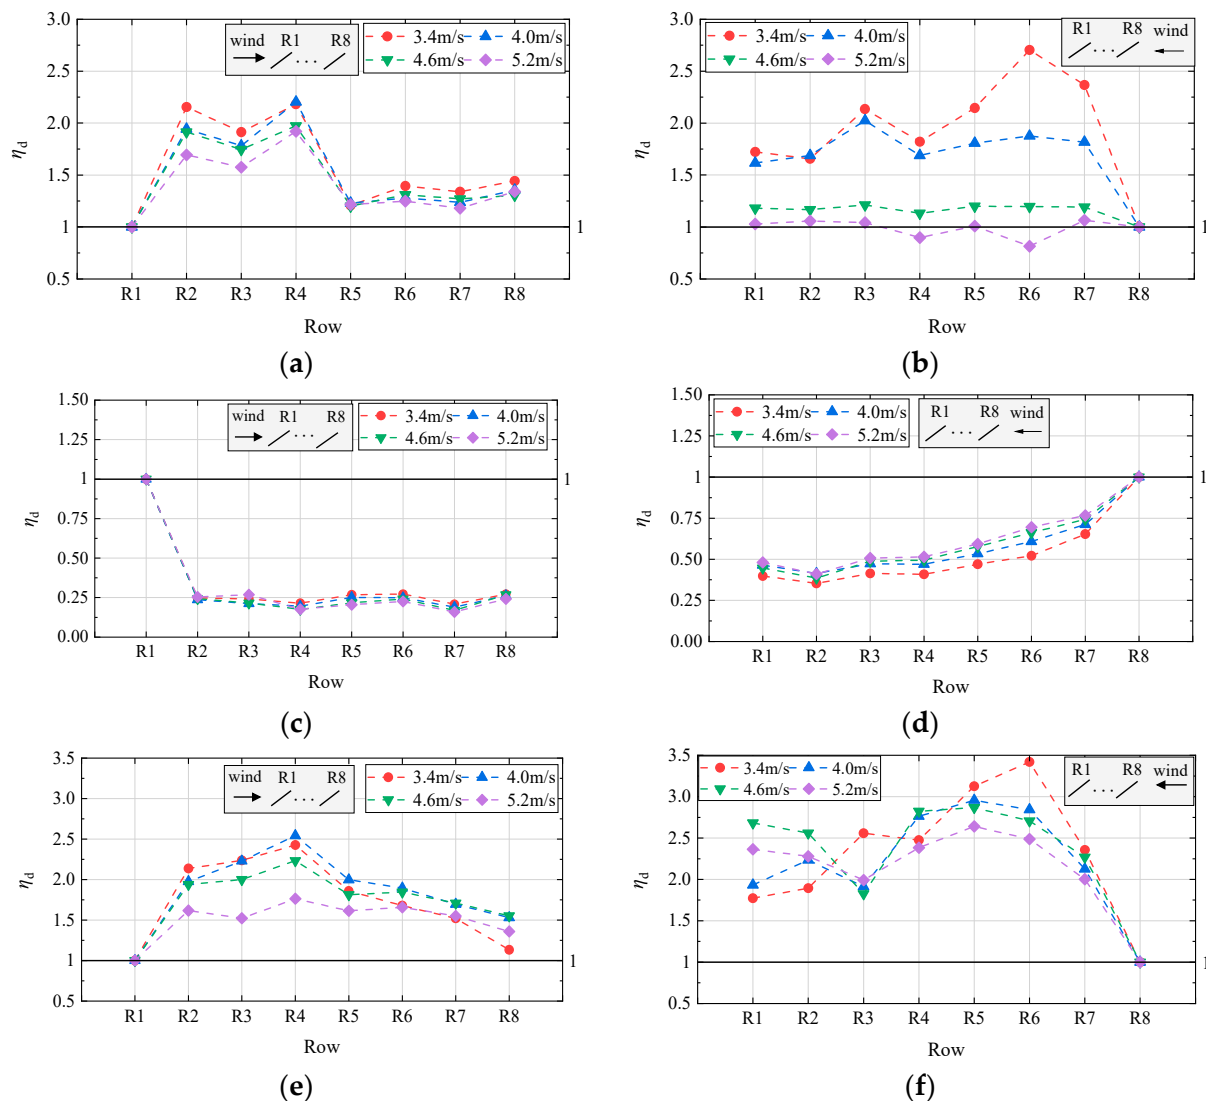 3.0
2.5
2.0
1.5
1
0.5
ηd
wind R1 R8
...
3.4m/s 4.0m/s
4.6m/s 5.2m/s
1
R1 R2 R3 R4 R5 R6 R7 R8
Row
(a)
3.0
2.5
2.0
1.5
1
0.5
ηd
3.4m/s 4.0m/s
4.6m/s 5.2m/s
R1 R8 wind
...
1
R1 R2 R3 R4 R5 R6 R7 R8
Row
(b)
1.50
1.25
1
0.75
0.50
0.25
0.00
ηd
wind R1 R8
...
3.4m/s 4.0m/s
4.6m/s 5.2m/s
1
R1 R2 R3 R4 R5 R6 R7 R8
Row
(c)
1.50
1.25
1
0.75
0.50
0.25
0.00
ηd
3.4m/s 4.0m/s
4.6m/s 5.2m/s
R1 R8 wind
...
1
R1 R2 R3 R4 R5 R6 R7 R8
Row
(d)
3.5
3.0
2.5
2.0
1.5
1
0.5
ηd
wind R1 R8
...
3.4m/s 4.0m/s
4.6m/s 5.2m/s
1
R1 R2 R3 R4 R5 R6 R7 R8
Row
(e)
3.5
3.0
2.5
2.0
1.5
1
0.5
ηd
3.4m/s 4.0m/s
4.6m/s 5.2m/s
R1 R8 wind
...
1
R1 R2 R3 R4 R5 R6 R7 R8
Row
(f)